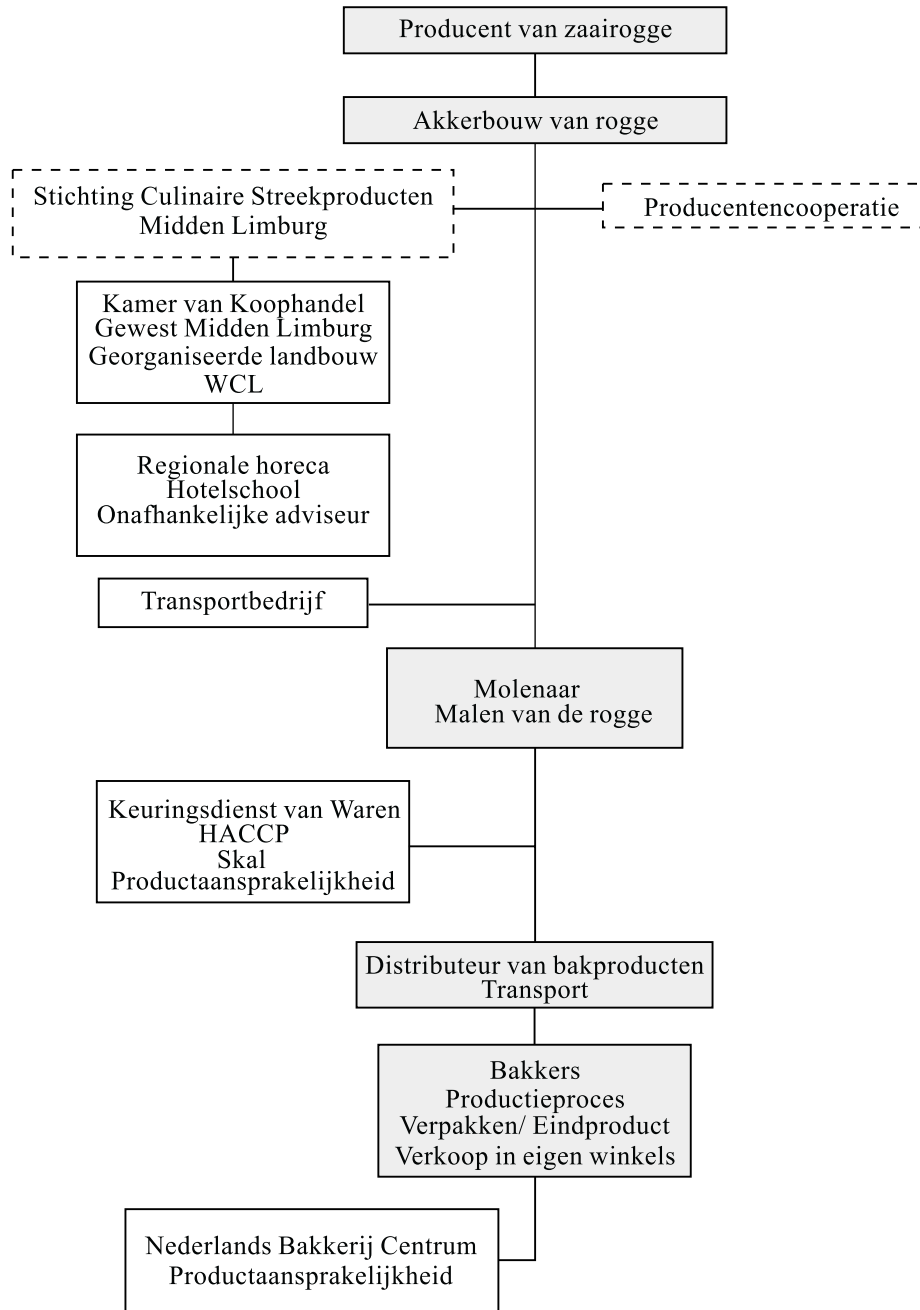 Producent van zaairogge
Akkerbouw van rogge
Stichting Culinaire Streekproducten
Midden Limburg
Producentencooperatie
Kamer van Koophandel
Gewest Midden Limburg
Georganiseerde landbouw
WCL
Regionale horeca
Hotelschool
Onafhankelijke adviseur
Transportbedrijf
Molenaar
Malen van de rogge
Keuringsdienst van Waren
HACCP
Skal
Productaansprakelijkheid
Distributeur van bakproducten
Transport
Bakkers
Productieproces
Verpakken/ Eindproduct
Verkoop in eigen winkels
Nederlands Bakkerij Centrum
Productaansprakelijkheid